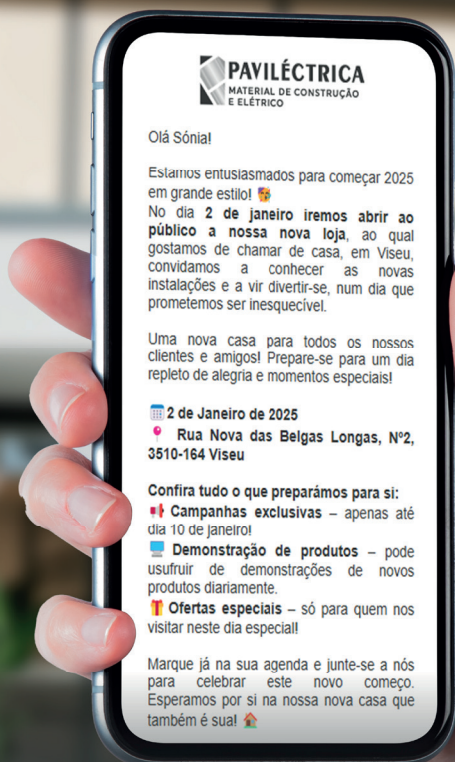 PAVILÉCTRICA
MATERIAL DE CONSTRUÇÃO
E ELÉTRICO
Olá Sónia!
Estamos entusiasmados para começar 2025
em grande estilo! 🎊
No dia 2 de janeiro iremos abrir ao
público a nossa nova loja, ao qual
gostamos de chamar de casa, em Viseu,
convidamos a conhecer as novas
instalações e a vir divertir-se, num dia que
prometemos ser inesquecível.
Uma nova casa para todos os nossos
clientes e amigos! Prepare-se para um dia
repleto de alegria e momentos especiais!
📅 2 de Janeiro de 2025
📍 Rua Nova das Belgas Longas, Nº2,
3510-164 Viseu
Confira tudo o que preparámos para si:
📢 Campanhas exclusivas – apenas até
dia 10 de janeiro!
💻 Demonstração de produtos – pode
usufruir de demonstrações de novos
produtos diariamente.
🎁 Ofertas especiais – só para quem nos
visitar neste dia especial!
Marque já na sua agenda e junte-se a nós
para celebrar este novo começo.
Esperamos por si na nossa nova casa que
também é sua! 🏠